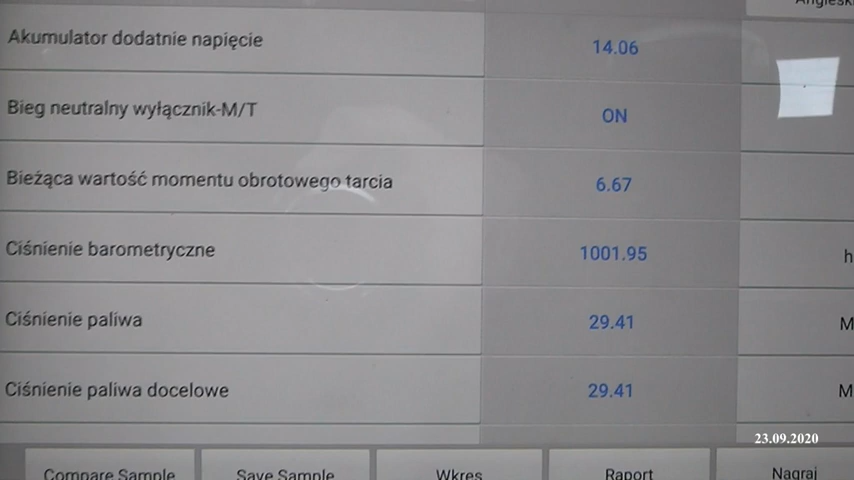 Akumulator dodatnie napięcie 14.06
Bieg neutralny wyłącznik-M/T ON
Bieżąca wartość momentu obrotowego tarcia 6.67
Ciśnienie barometryczne 1001.95 h
Ciśnienie paliwa 29.41 M
Ciśnienie paliwa docelowe 29.41 M
23.09.2020
Compare Sample Save Sample Wkres Raport Nagraj